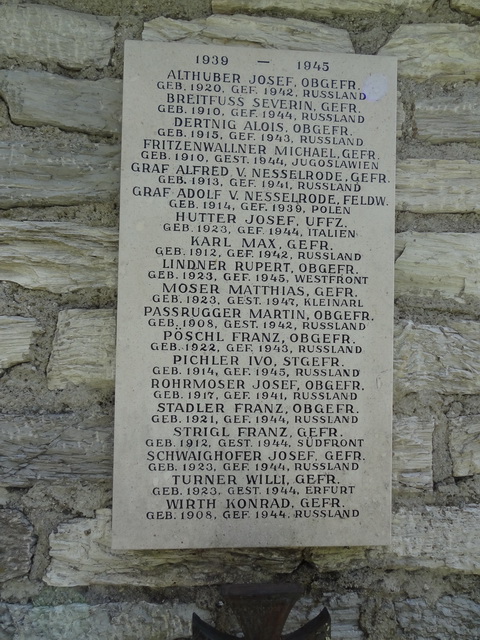 1939 — 1945
ALTHUBER JOSEF, OBGEFR.
GEB. 1920, GEF. 1942, RUSSLAND
BREITFUSS SEVERIN, GEFR.
GEB. 1910, GEF. 1944, RUSSLAND
DERTNIG ALOIS, OBGEFR.
GEB. 1915, GEF. 1943, RUSSLAND
FRITZENWALLNER MICHAEL, GEFR.
GEB. 1910, GEST. 1944, JUGOSLAWIEN
GRAF ALFRED V. NESSELRODE, GEFR.
GEB. 1913, GEF. 1941, RUSSLAND
GRAF ADOLF V. NESSELRODE, FELDW.
GEB. 1914, GEF. 1939, POLEN
HUTTER JOSEF, UFFZ.
GEB. 1923, GEF. 1944, ITALIEN
KARL MAX, GEFR.
GEB. 1912, GEF. 1942, RUSSLAND
LINDNER RUPERT, OBGEFR.
GEB. 1923, GEF. 1945, WESTFRONT
MOSER MATTHIAS, GEFR.
GEB. 1923, GEST. 1947, KLEINARL
PASSRUGGER MARTIN, OBGEFR.
GEB. 1908, GEST. 1942, RUSSLAND
PÖSCHL FRANZ, OBGEFR.
GEB. 1922, GEF. 1943, RUSSLAND
PICHLER IVO, STGEFR.
GEB. 1914, GEF. 1945, RUSSLAND
ROHRMOSER JOSEF, OBGEFR.
GEB. 1917, GEF. 1941, RUSSLAND
STADLER FRANZ, OBGEFR.
GEB. 1921, GEF. 1944, RUSSLAND
STRIGL FRANZ, GEFR.
GEB. 1912, GEST. 1944, SÜDFRONT
SCHWAIGHOFER JOSEF, GEFR.
GEB. 1923, GEF. 1944, RUSSLAND
TURNER WILLI, GEFR.
GEB. 1923, GEST. 1944, ERFURT
WIRTH KONRAD, GEFR.
GEB. 1908, GEF. 1944, RUSSLAND